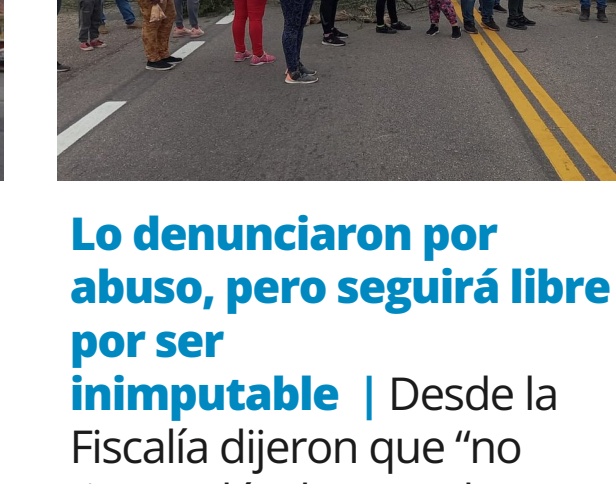 Lo denunciaron por
abuso, pero seguirá libre
por ser
inimputable | Desde la
Fiscalía dijeron que “no